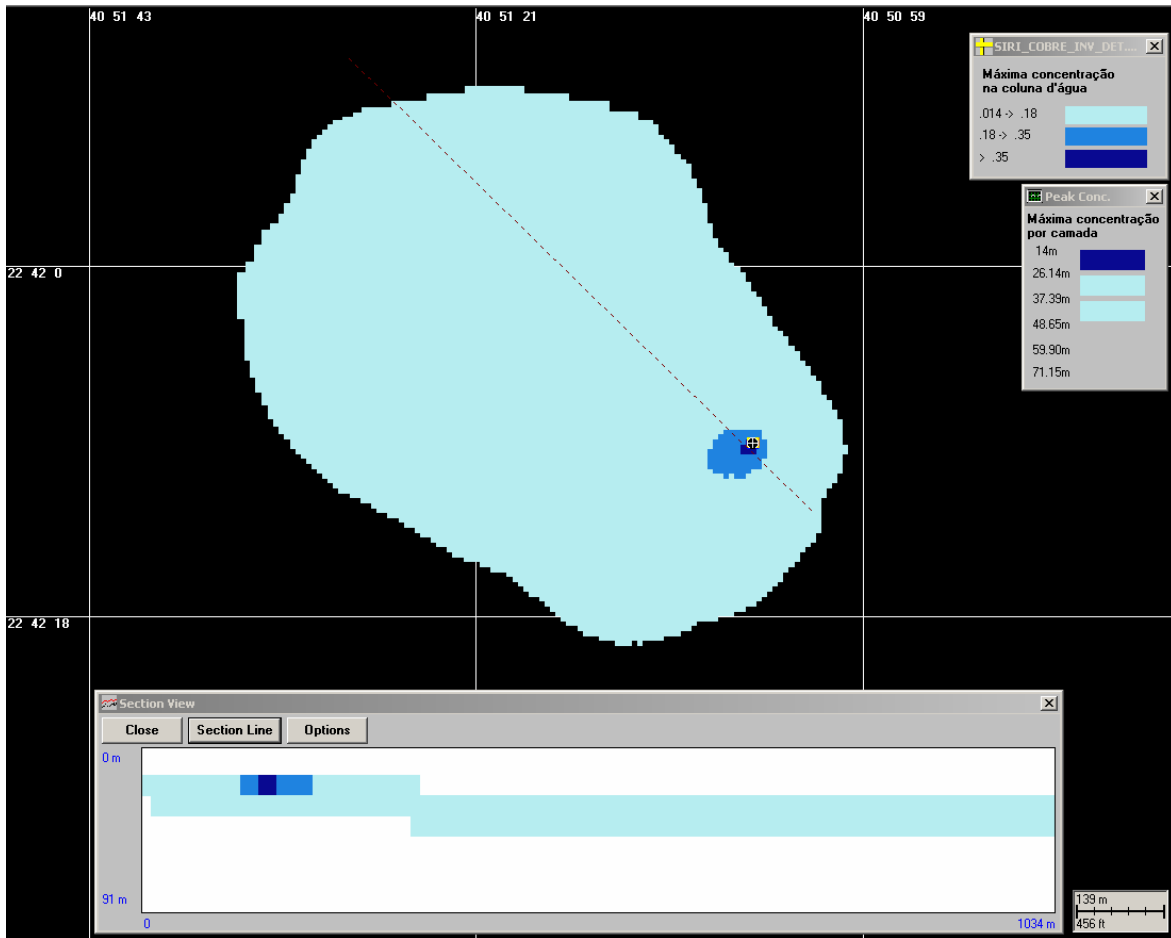 40 51 43
40 51 21
40 50 59
SIRI_COBRE_INV_DET....
Máxima concentração
na coluna d'água
.014 -> .18
.18 -> .35
> .35
Peak Conc.
Máxima concentração
por camada
14m
26.14m
37.39m
48.65m
59.90m
71.15m
22 42 0
22 42 18
Section View
Close
Section Line
Options
0 m
91 m
0
1034 m
139 m
456 ft